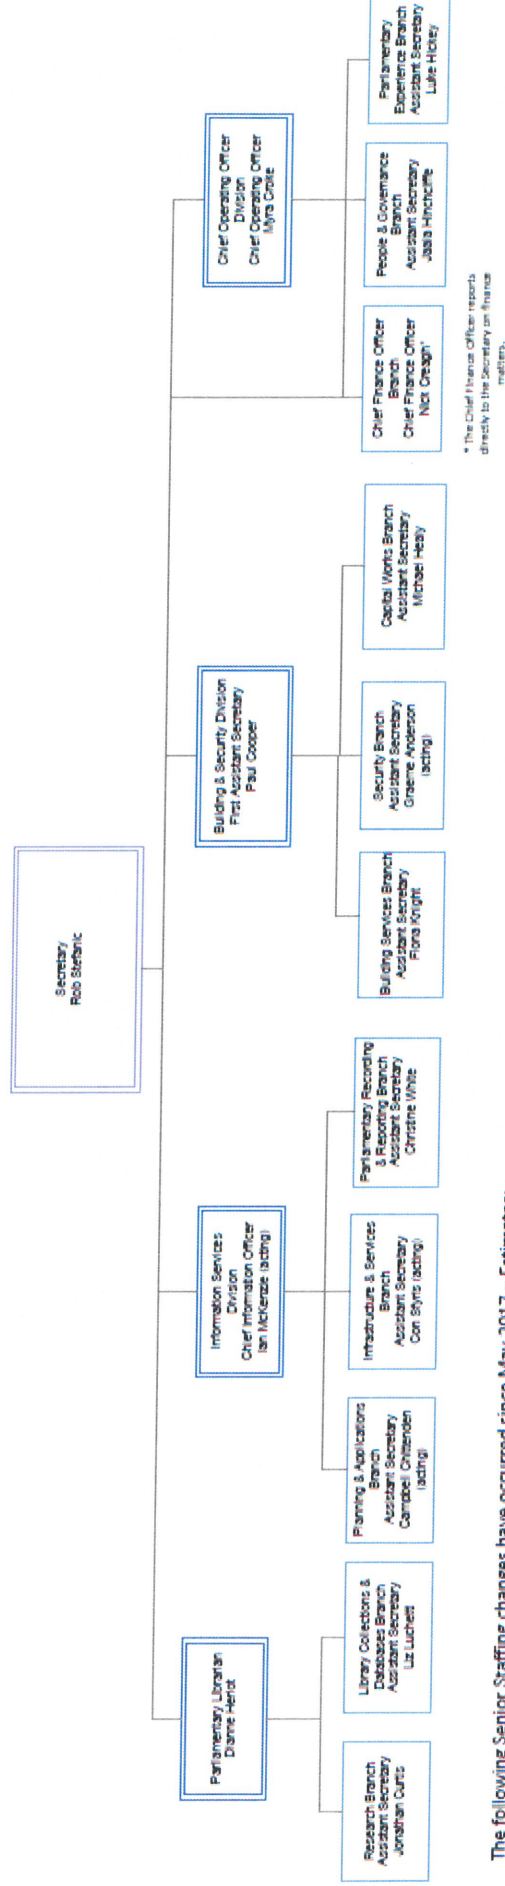 Secretary
Rob Stefanic
Parliamentary Librarian
Dianne Heriot
Information Services
Division
Chief Information Officer
Ian McKenzie (acting)
Building & Security Division
First Assistant Secretary
Paul Cooper
Chief Operating Officer
Division
Chief Operating Officer
Myra Croke
Research Branch
Assistant Secretary
Jonathan Curtis
Library Collections &
Databases Branch
Assistant Secretary
Liz Luchetti
Planning & Applications
Branch
Assistant Secretary
Campbell Chittenden
(acting)
Infrastructure & Services
Branch
Assistant Secretary
Con Styris (acting)
Parliamentary Recording
& Reporting Branch
Assistant Secretary
Christine White
Building Services Branch
Assistant Secretary
Fiona Knight
Security Branch
Assistant Secretary
Graeme Anderson
(acting)
Capital Works Branch
Assistant Secretary
Michael Healy
Chief Finance Officer
Branch
Chief Finance Officer
Nick Creagh*
People & Governance
Branch
Assistant Secretary
Jaala Hinchcliffe
Parliamentary
Experience Branch
Assistant Secretary
Luke Hickey
* The Chief Finance Officer reports
directly to the Secretary on finance
matters.
The following Senior Staffing changes have occurred since May 2017